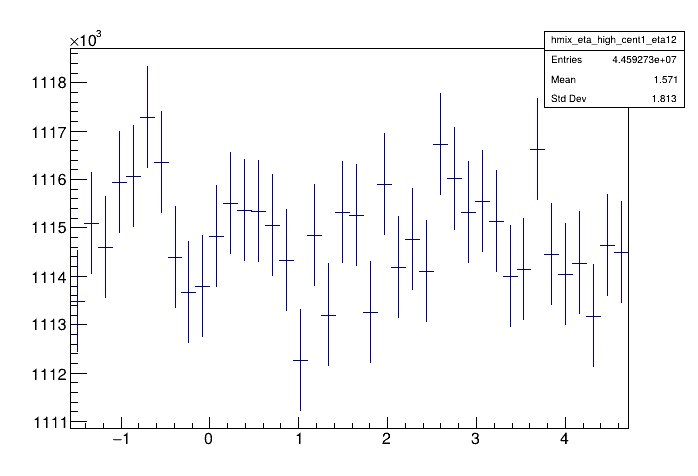 ×10³
hmix_eta_high_cent1_eta12
Entries 4.459273e+07
Mean 1.571
Std Dev 1.813
1118
1117
1116
1115
1114
1113
1112
1111
−1 0 1 2 3 4